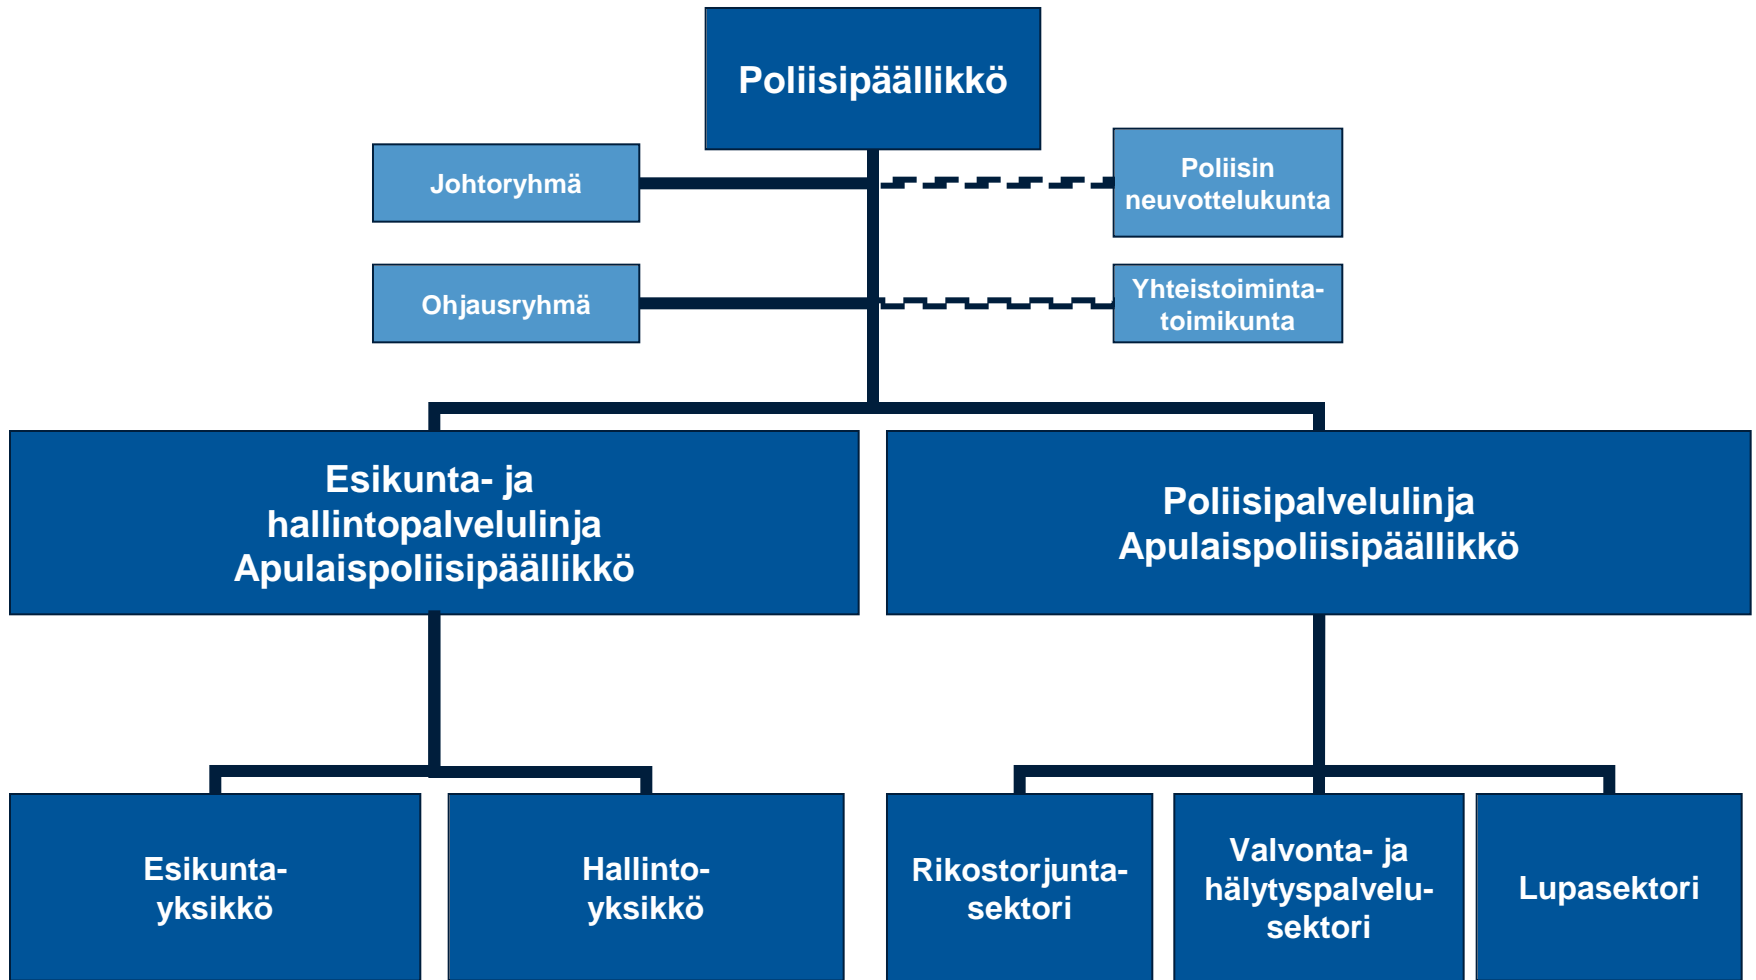 Poliisipäällikkö
Johtoryhmä
Poliisin
neuvottelukunta
Ohjausryhmä
Yhteistoiminta-
toimikunta
Esikunta- ja
hallintopalvelulinja
Apulaispoliisipäällikkö
Poliisipalvelulinja
Apulaispoliisipäällikkö
Esikunta-
yksikkö
Hallinto-
yksikkö
Rikostorjunta-
sektori
Valvonta- ja
hälytyspalvelu-
sektori
Lupasektori